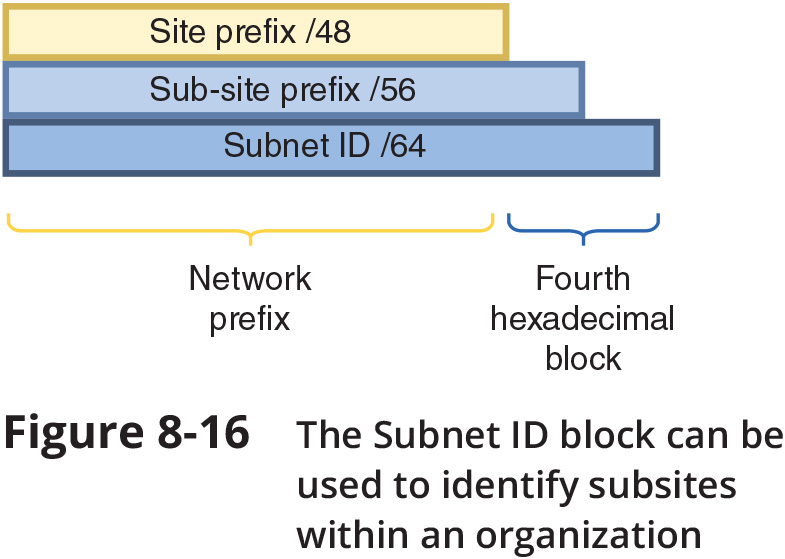 Site prefix /48
Sub-site prefix /56
Subnet ID /64
Network
prefix
Fourth
hexadecimal
block
Figure 8-16 The Subnet ID block can be
used to identify subsites
within an organization